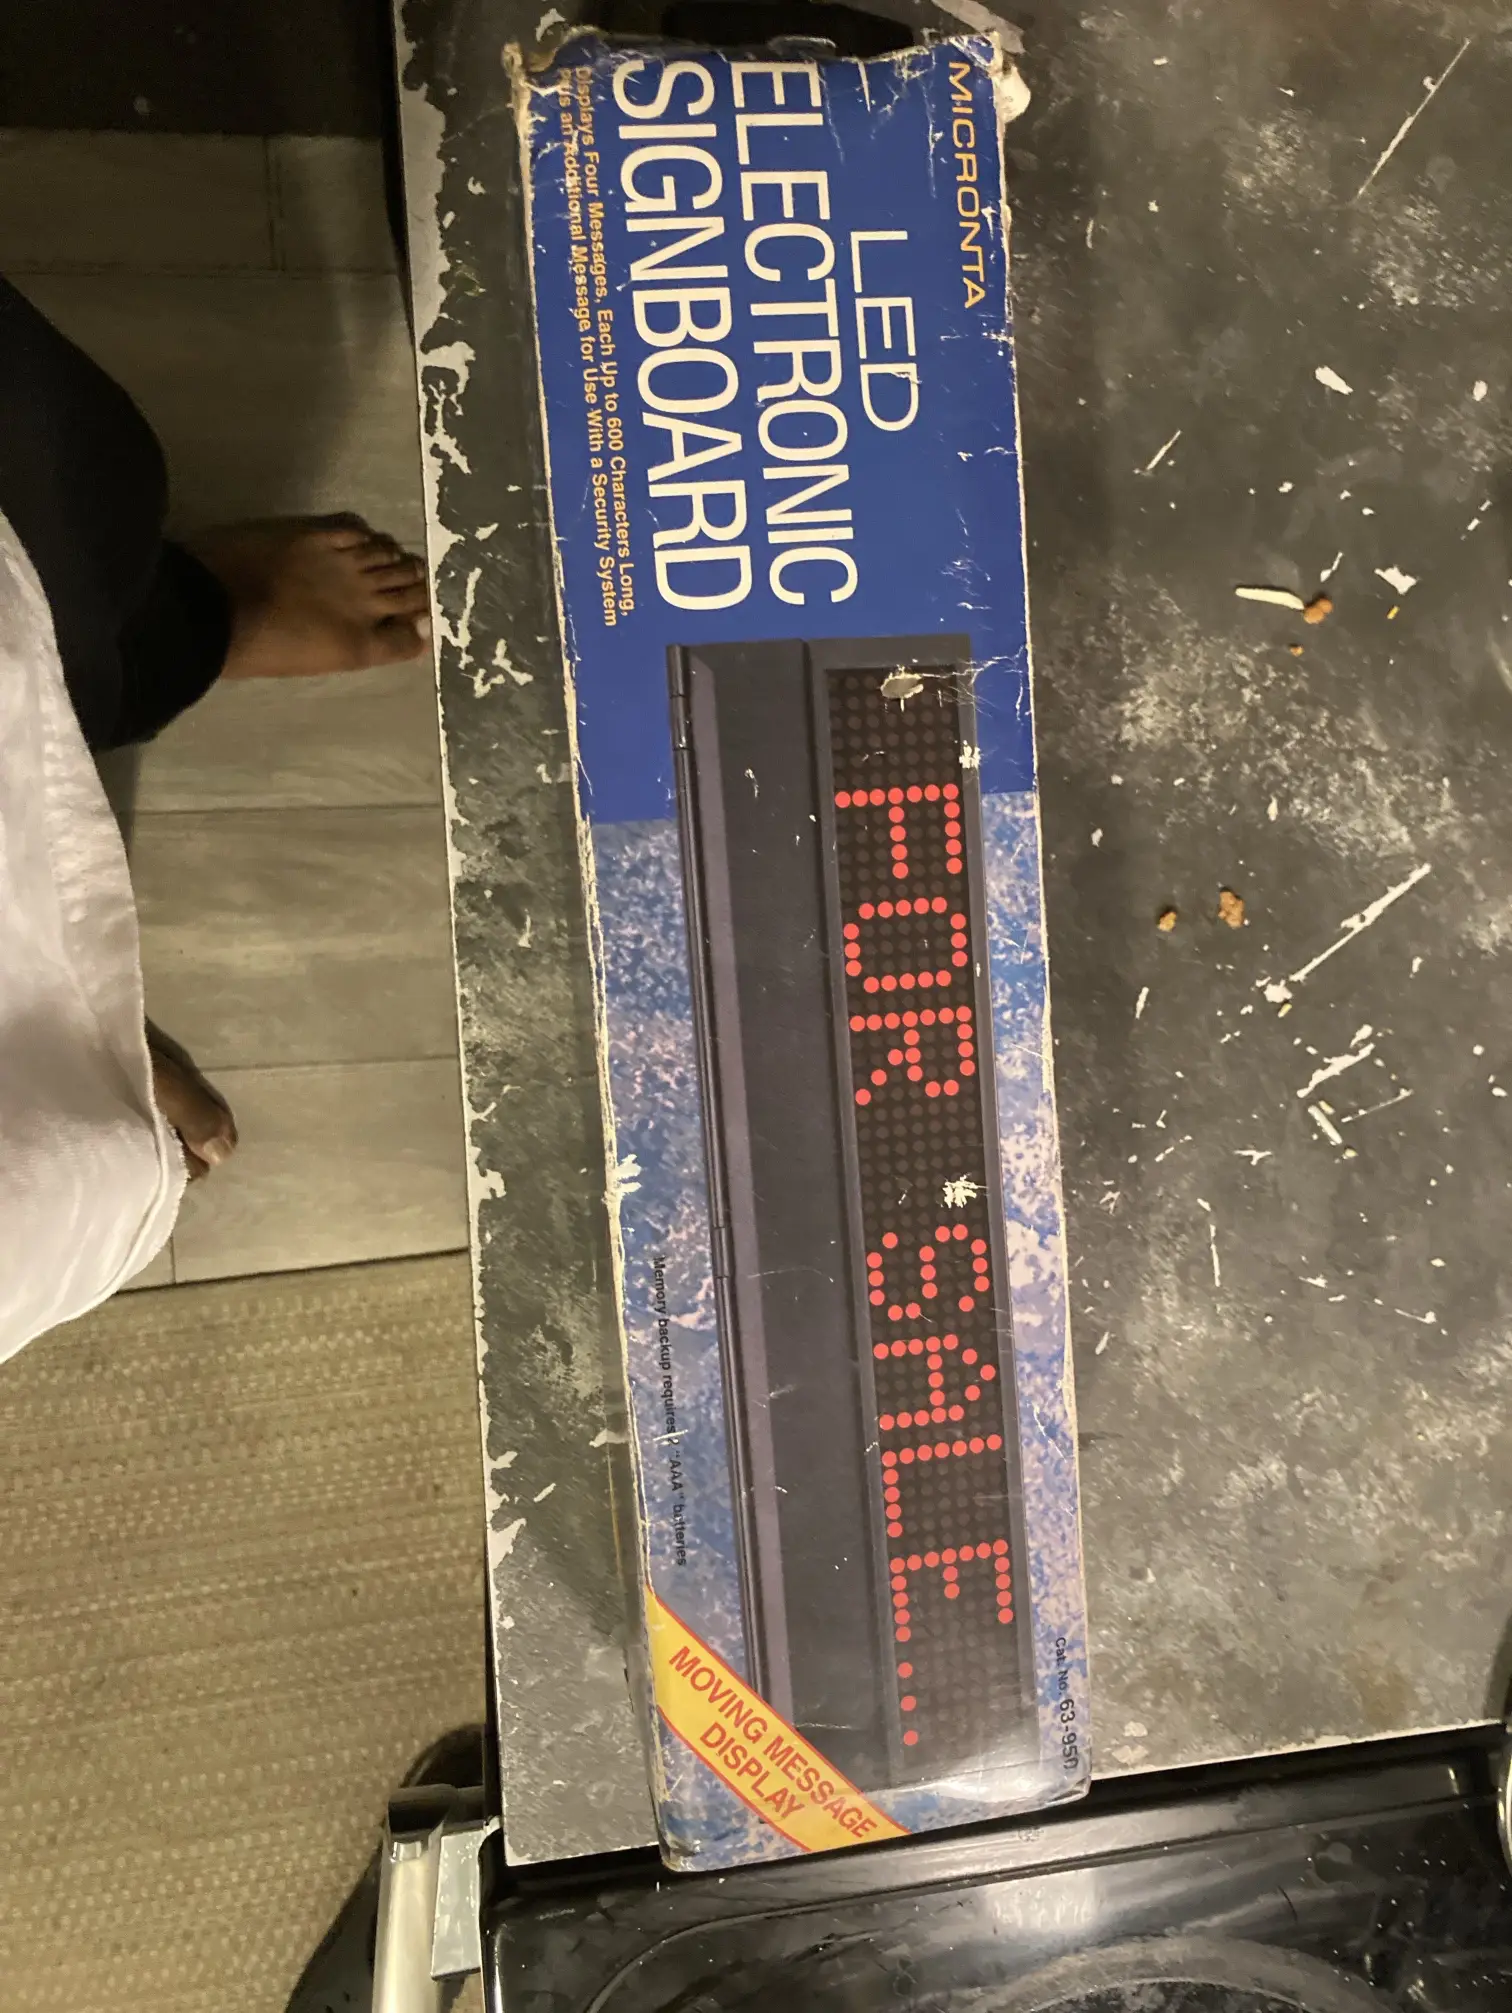 MICRONTA
LED
ELECTRONIC
SIGNBOARD
Displays Four Messages, Each Up to 600 Characters Long,
Plus an Additional Message for Use With a Security System
FOR SALE...
Memory backup requires 2 "AAA" batteries
Cat. No. 63-950
MOVING MESSAGE
DISPLAY